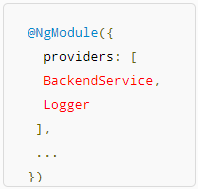 @NgModule({
  providers: [
  BackendService,
  Logger
 ],
 ...
})